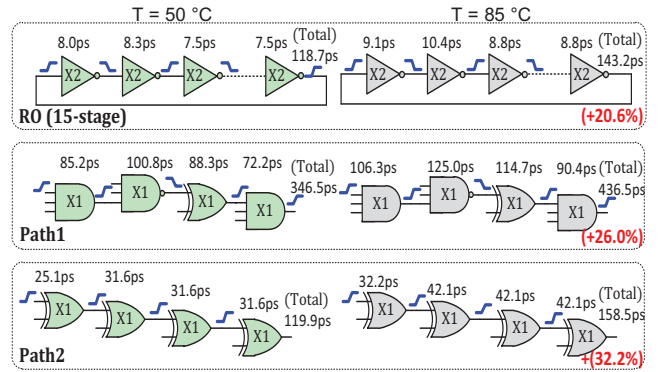 T = 50 °C T = 85 °C
8.0ps 8.3ps 7.5ps 7.5ps (Total) 9.1ps 10.4ps 8.8ps 8.8ps (Total)
118.7ps 143.2ps
X2 X2 X2 X2 X2 X2 X2 X2
RO (15-stage) (+20.6%)
85.2ps 100.8ps 88.3ps 72.2ps (Total) 106.3ps 125.0ps 114.7ps 90.4ps (Total)
346.5ps 436.5ps
X1 X1 X1 X1 X1 X1 X1 X1
Path1 (+26.0%)
25.1ps 31.6ps 31.6ps 31.6ps (Total) 32.2ps 42.1ps 42.1ps 42.1ps (Total)
119.9ps 158.5ps
X1 X1 X1 X1 X1 X1 X1 X1
Path2 +(32.2%)